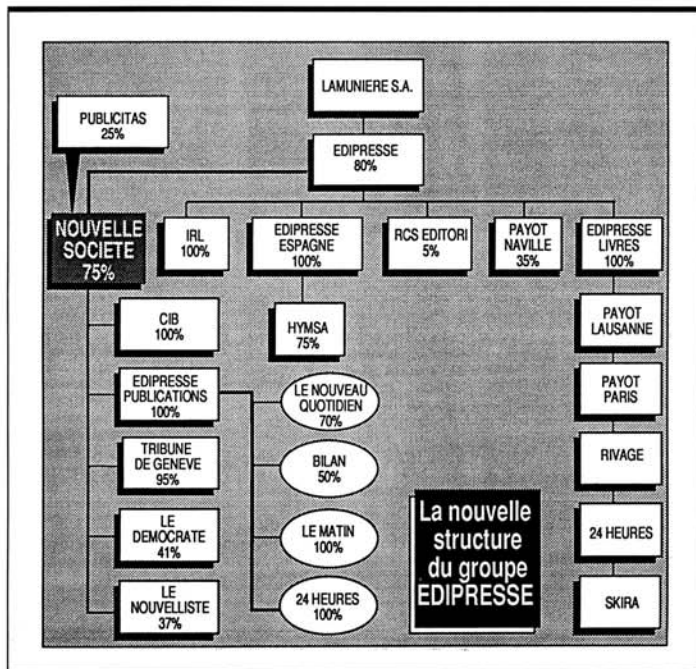 LAMUNIERE S.A.
PUBLICITAS
25%
EDIPRESSE
80%
NOUVELLE
SOCIETE
75%
IRL
100%
EDIPRESSE
ESPAGNE
100%
RCS EDITORI
5%
PAYOT
NAVILLE
35%
EDIPRESSE
LIVRES
100%
CIB
100%
HYMSA
75%
PAYOT
LAUSANNE
EDIPRESSE
PUBLICATIONS
100%
LE NOUVEAU
QUOTIDIEN
70%
PAYOT
PARIS
TRIBUNE
DE GENEVE
95%
BILAN
50%
RIVAGE
LE
DEMOCRATE
41%
LE MATIN
100%
24 HEURES
LE
NOUVELLISTE
37%
24 HEURES
100%
SKIRA
La nouvelle
structure
du groupe
EDIPRESSE